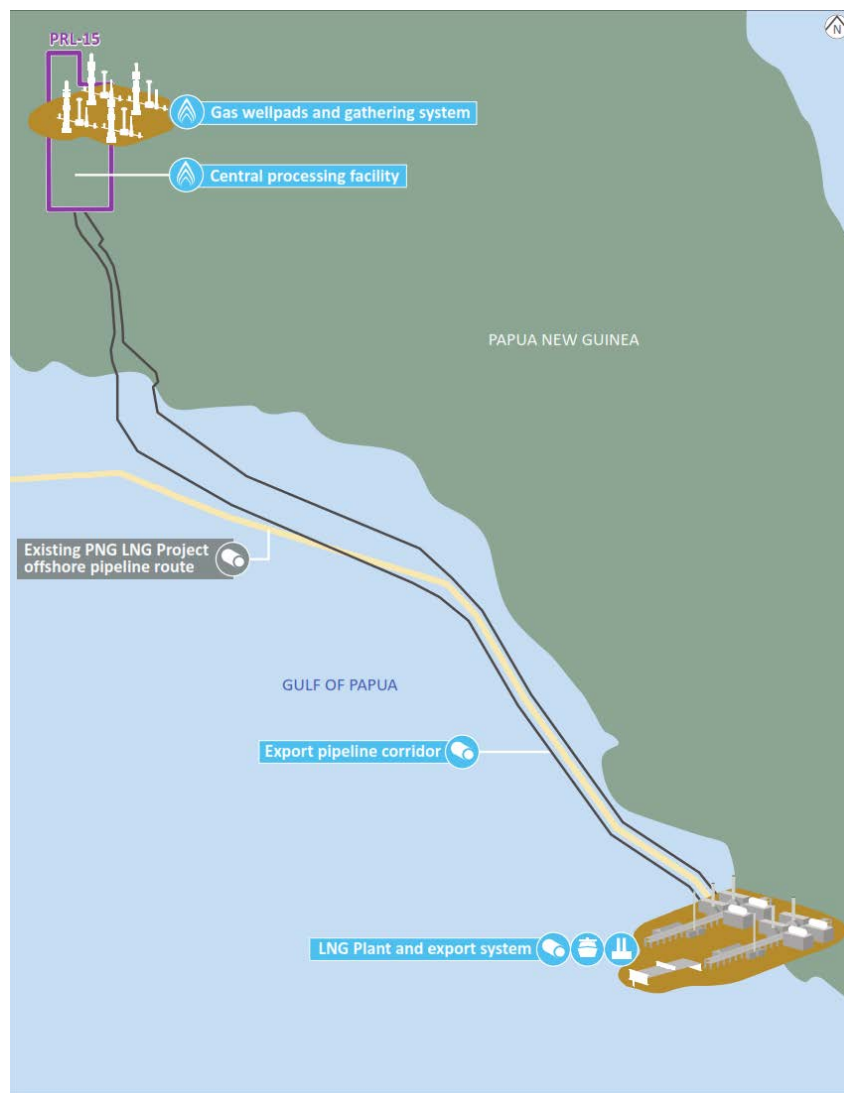 N
PRL-15
Gas wellpads and gathering system
Central processing facility
PAPUA NEW GUINEA
Existing PNG LNG Project
offshore pipeline route
GULF OF PAPUA
Export pipeline corridor
LNG Plant and export system